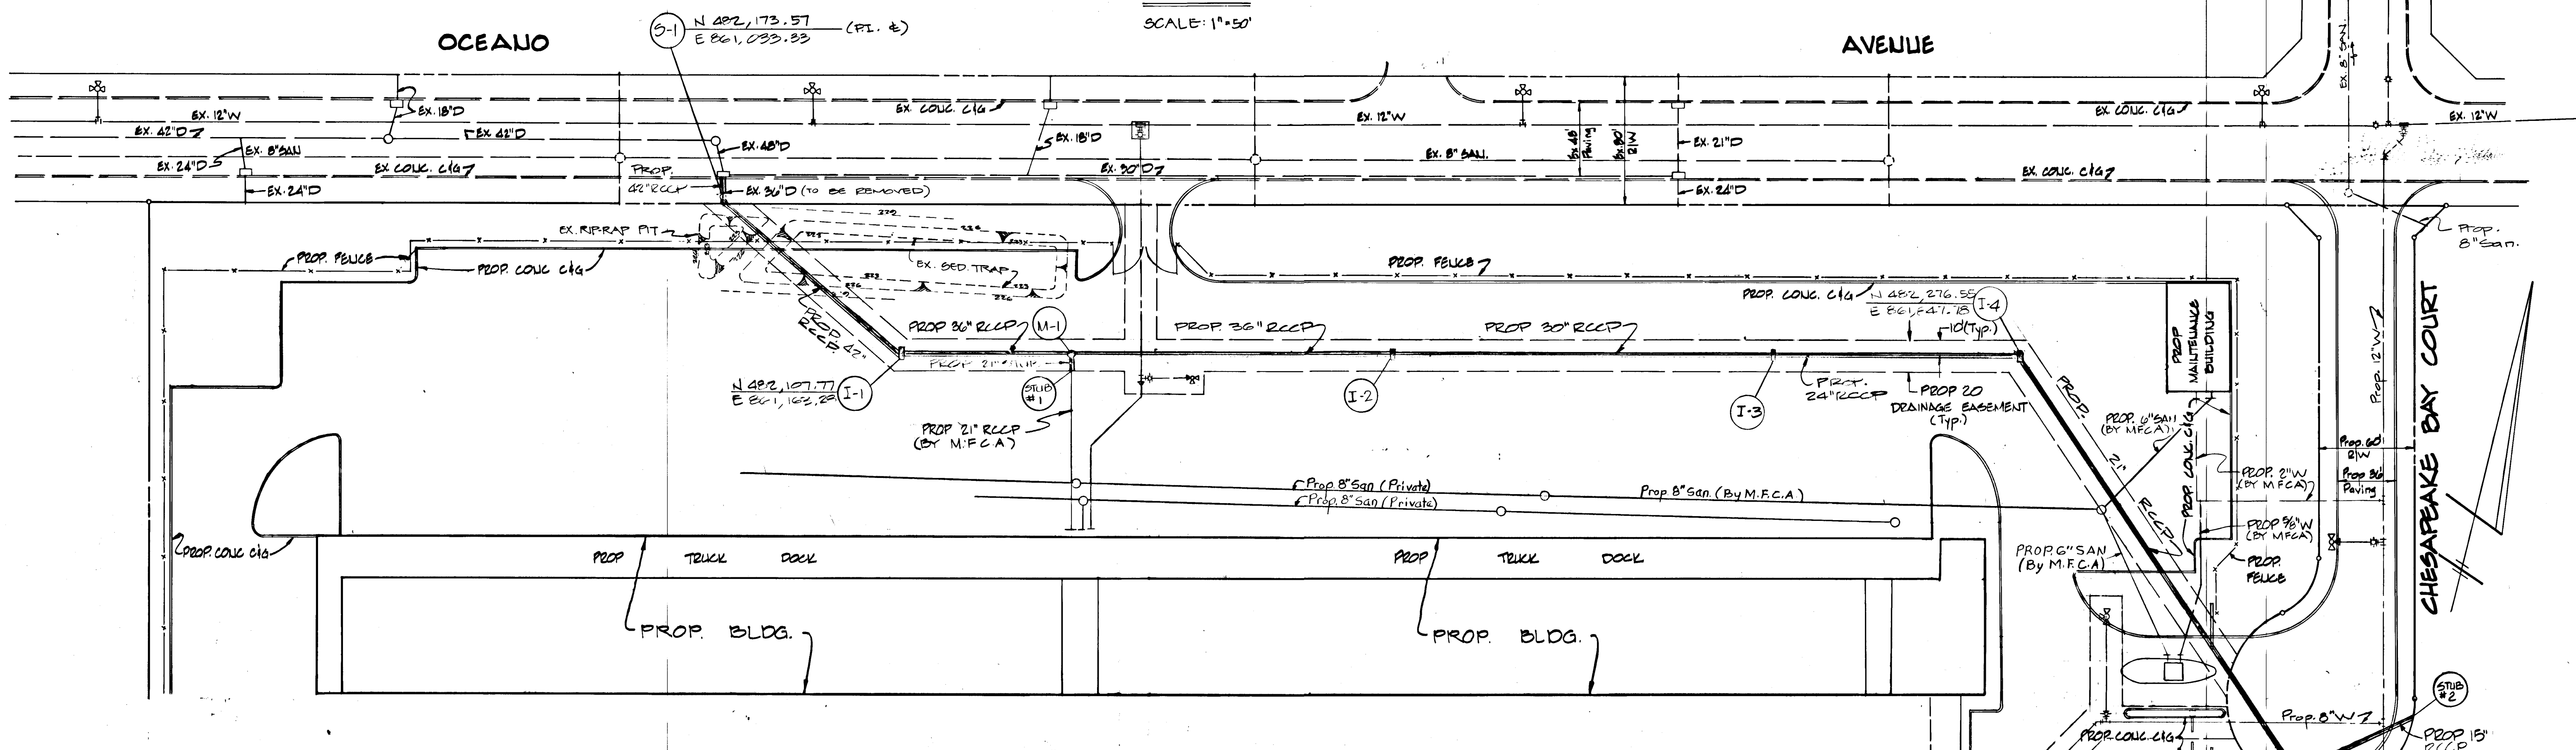 SCALE: 1"=50'
OCEANO
AVENUE
S-1
N 482,173.57
E 861,033.33
(P.I. ℄)
EX. 8" SAN.
EX. 12"W
EX. 18"D
EX. 42"D
EX. 42"D
EX. 8"SAN
EX. 24"D
EX. CONC. C&G
EX. 24"D
EX. 48"D
PROP.
42"RCCP
EX. 36"D (TO BE REMOVED)
EX. CONC. C&G
EX. 18"D
EX. 30"D
EX. 12"W
EX. 8" SAN.
EX. 48'
Paving
EX. 80'
R/W
EX. 21"D
EX. 24"D
EX. CONC. C&G
EX. 12"W
EX. CONC. C&G
Prop.
8" San.
EX. RIP-RAP PIT
EX. SED. TRAP
PROP. FENCE
PROP. CONC C&G
PROP. 42"
RCCP.
PROP 36" RCCP
M-1
PROP. 36" RCCP
PROP 30" RCCP
PROP. FENCE
PROP. CONC. C&G
N 482,276.55
I-4
10'(Typ.)
N 482,107.77
I-1
STUB
#1
PROP 21" RCCP
(BY M.F.C.A)
I-2
I-3
PROP.
24"RCCP
PROP 20
DRAINAGE EASEMENT
(Typ.)
PROP
MAINTENANCE
BUILDING
PROP. 21" RCCP
PROP. 6"SAN
(BY MFCA)
PROP. CONC. C&G
PROP. 2"W
(BY MFCA)
PROP 5/8"W
(BY MFCA)
PROP.
FENCE
PROP. 6" SAN
(By M.F.C.A)
Prop. 12"W
Prop. 60'
R/W
Prop 36'
Paving
CHESAPEAKE BAY COURT
Prop. 8" San (Private)
Prop. 8" San (Private)
Prop 8" San. (By M.F.C.A)
PROP. CONC C&G
PROP TRUCK DOCK
PROP TRUCK DOCK
PROP. BLDG.
PROP. BLDG.
STUB
#2
Prop. 8"W
PROP. CONC. C&G
PROP 15"
RCCP